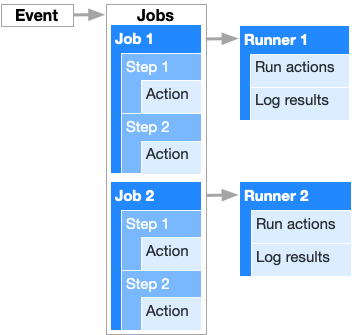 Event
Jobs
Job 1
Step 1
Action
Step 2
Action
Runner 1
Run actions
Log results
Job 2
Step 1
Action
Step 2
Action
Runner 2
Run actions
Log results